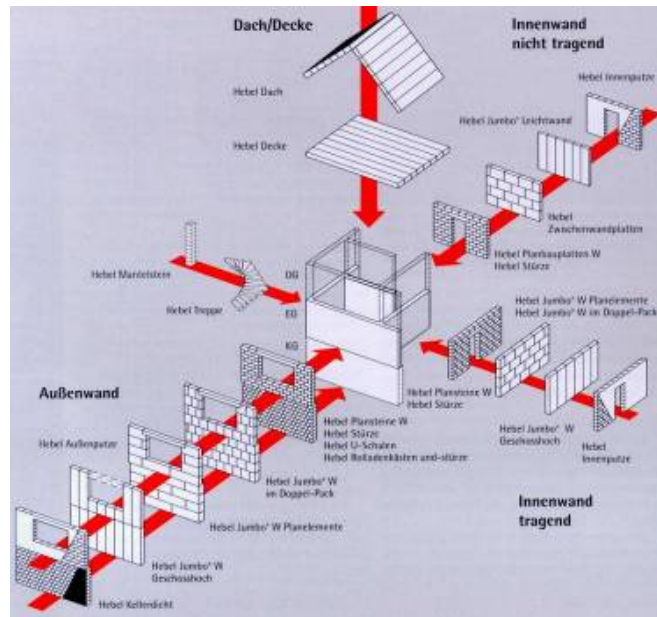 Dach/Decke
Innenwand
nicht tragend
Hebel Innenputze
Hebel Dach
Hebel Jumbo® Leichtwand
Hebel Decke
Hebel
Zwischenwandplatten
Hebel Planbauplatten W
Hebel Stürze
Hebel Mantelstein
DG
Hebel Treppe
EG
Hebel Jumbo® W Planelemente
Hebel Jumbo® W im Doppel-Pack
KG
Außenwand
Hebel Plansteine W
Hebel Stürze
Hebel Außenputze
Hebel Plansteine W
Hebel Stürze
Hebel U-Schalen
Hebel Rolladenkästen und-stürze
Hebel Jumbo® W
Geschosshoch
Hebel
Innenputze
Hebel Jumbo® W
im Doppel-Pack
Innenwand
tragend
Hebel Jumbo® W Planelemente
Hebel Jumbo® W
Geschosshoch
Hebel Kellerdicht